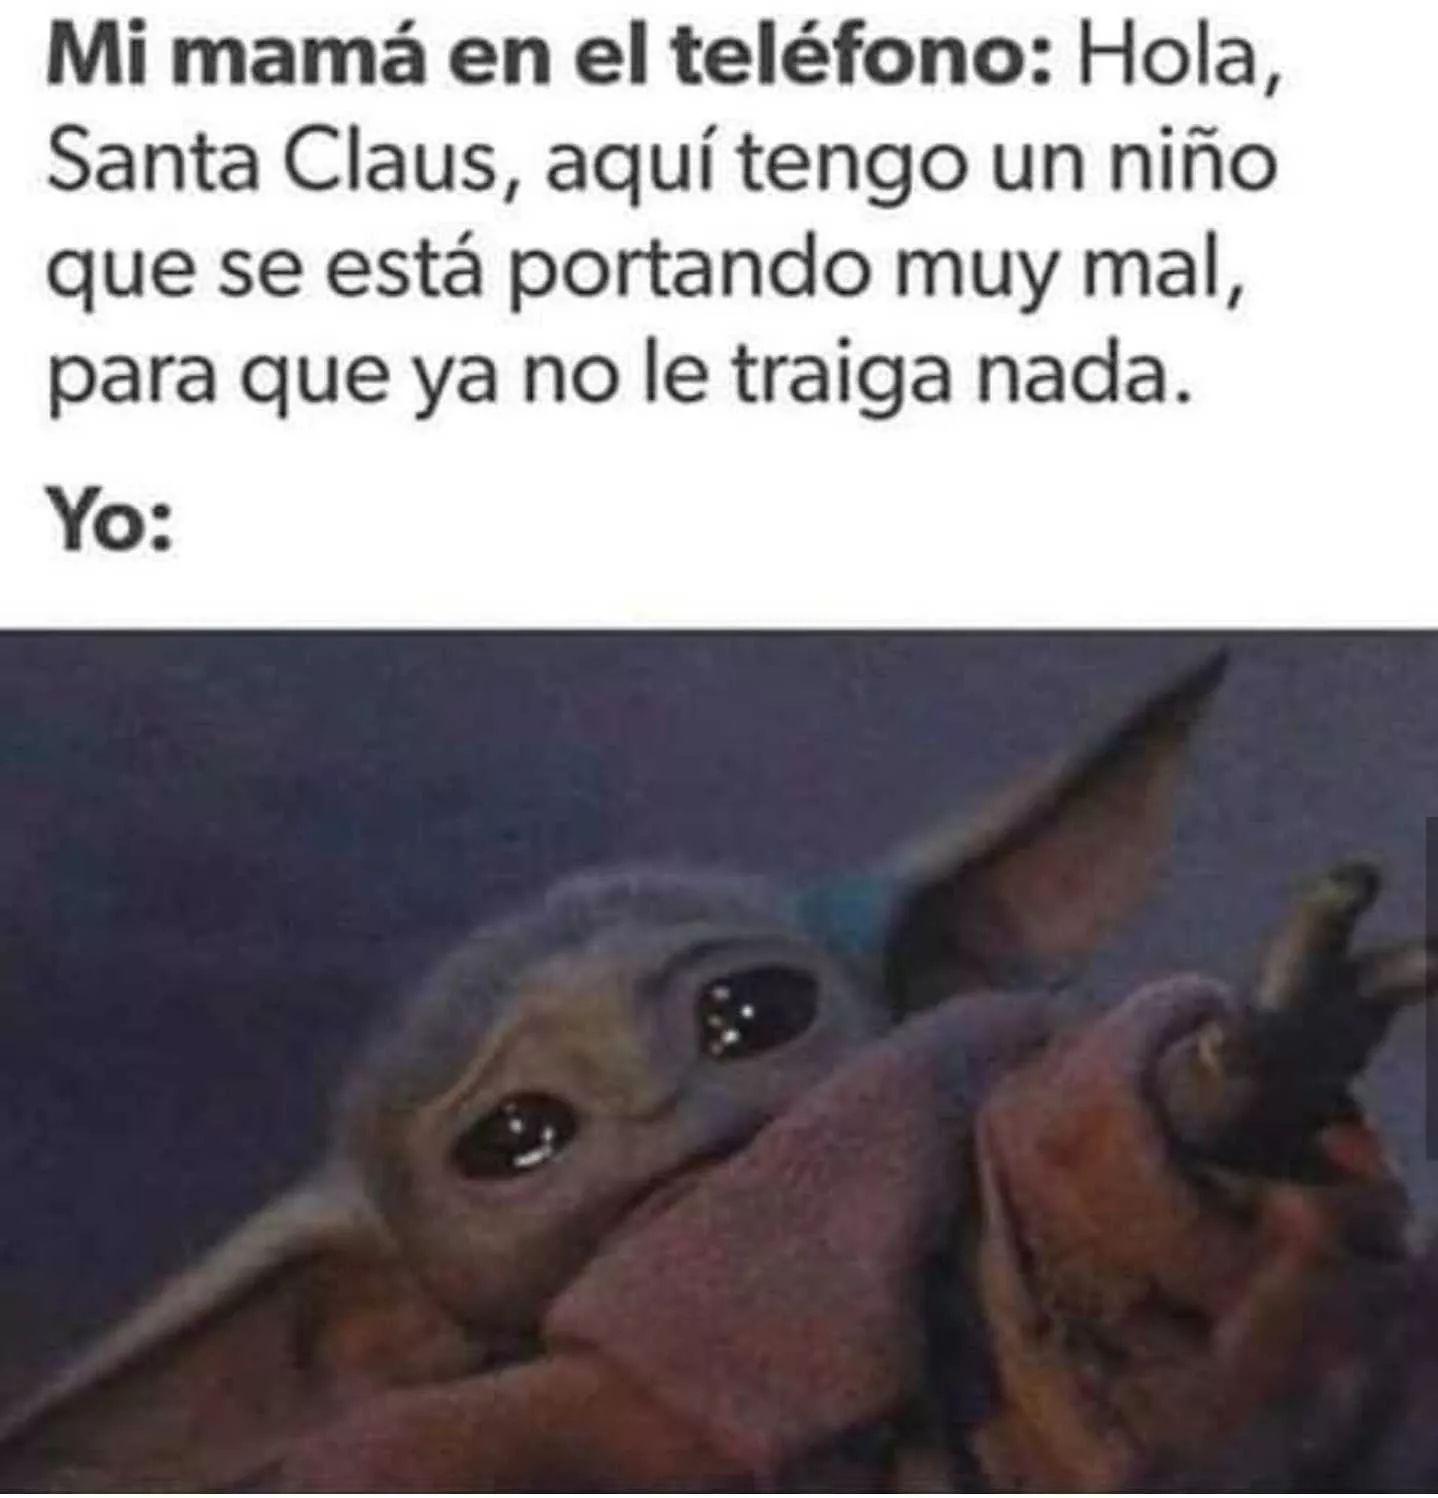 Mi mamá en el teléfono: Hola,
Santa Claus, aquí tengo un niño
que se está portando muy mal,
para que ya no le traiga nada.
Yo: